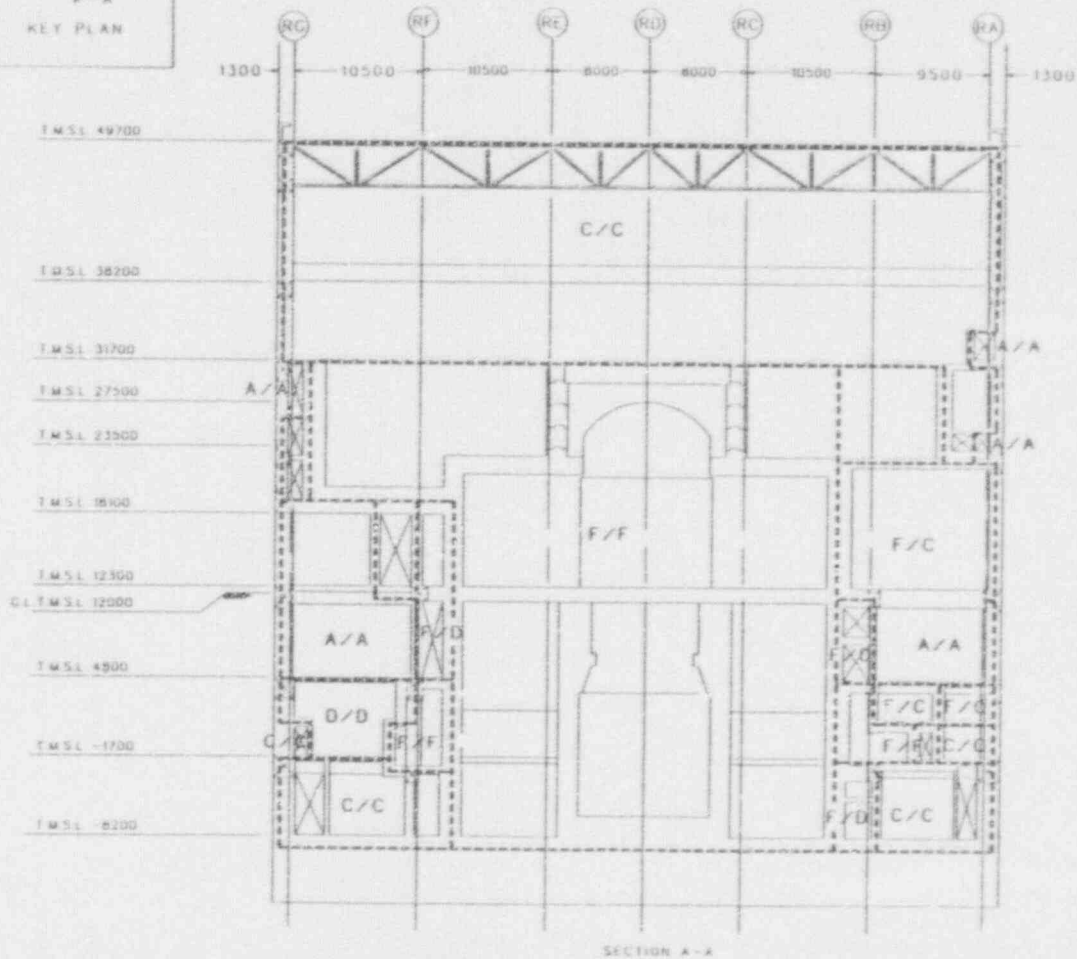 A-A
KEY PLAN
RG RF RE RD RC RB RA
1300 10500 10500 8000 8000 10500 9500 1300
T.M.S.L. 49700
C/C
T.M.S.L. 38200
T.M.S.L. 31700
A/A
A/A
T.M.S.L. 27500
T.M.S.L. 23500
A/A
T.M.S.L. 18100
F/F
F/C
T.M.S.L. 12300
G.L. T.M.S.L. 12000
A/A
F/D
A/A
T.M.S.L. 4800
D/D
F/C
C/C
F/F
F/F
C/C
T.M.S.L. -1700
C/C
F/D
C/C
T.M.S.L. -8200
SECTION A-A